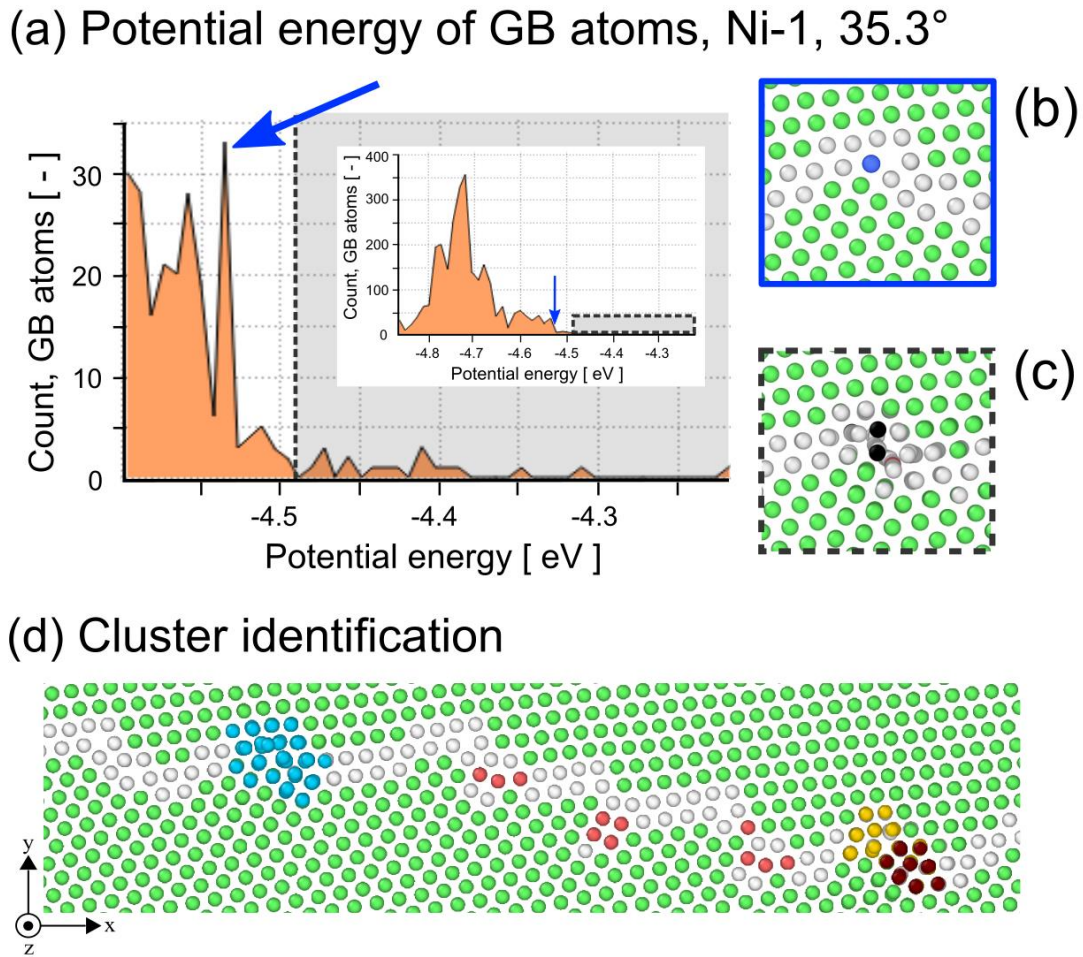 (a) Potential energy of GB atoms, Ni-1, 35.3°
(b)
Count, GB atoms [ - ]
30
20
10
0
-4.5
-4.4
-4.3
Potential energy [ eV ]
Count, GB atoms [ - ]
400
300
200
100
0
-4.8
-4.7
-4.6
-4.5
-4.4
-4.3
Potential energy [ eV ]
(c)
(d) Cluster identification
y
x
z